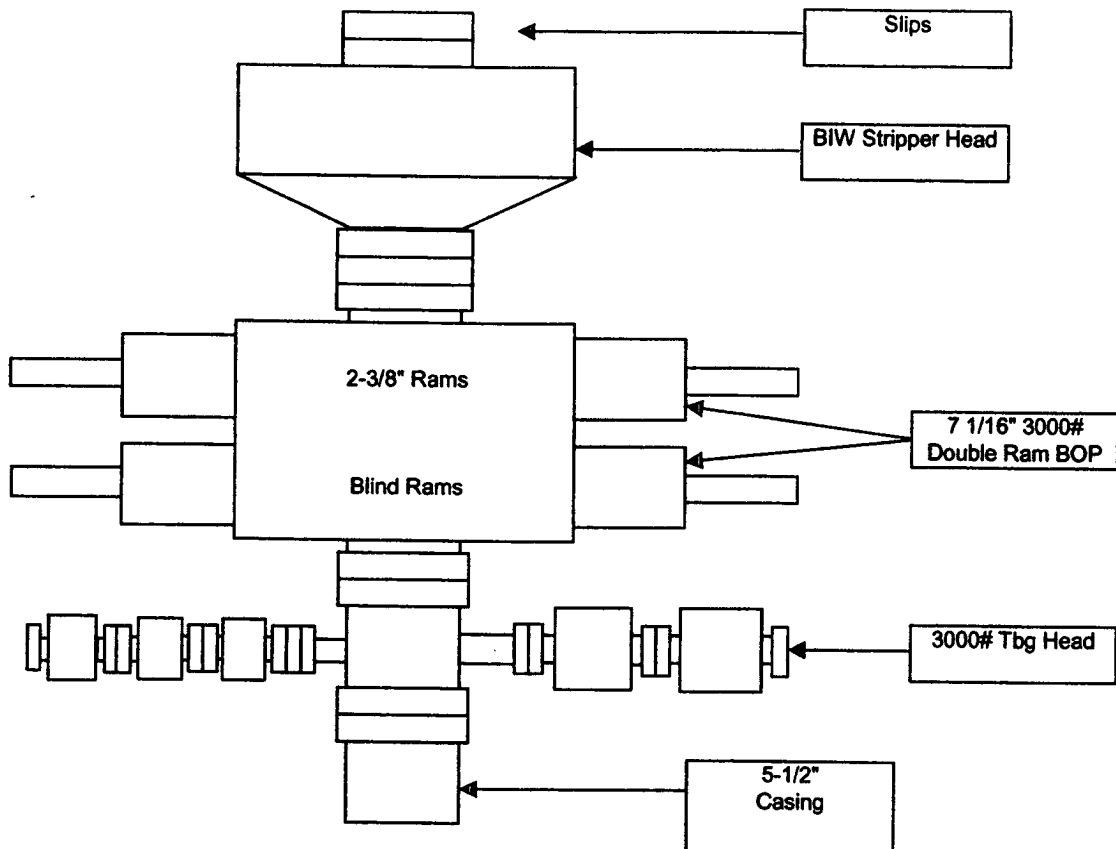 Slips
BIW Stripper Head
2-3/8" Rams
7 1/16" 3000#
Double Ram BOP
Blind Rams
3000# Tbg Head
5-1/2"
Casing